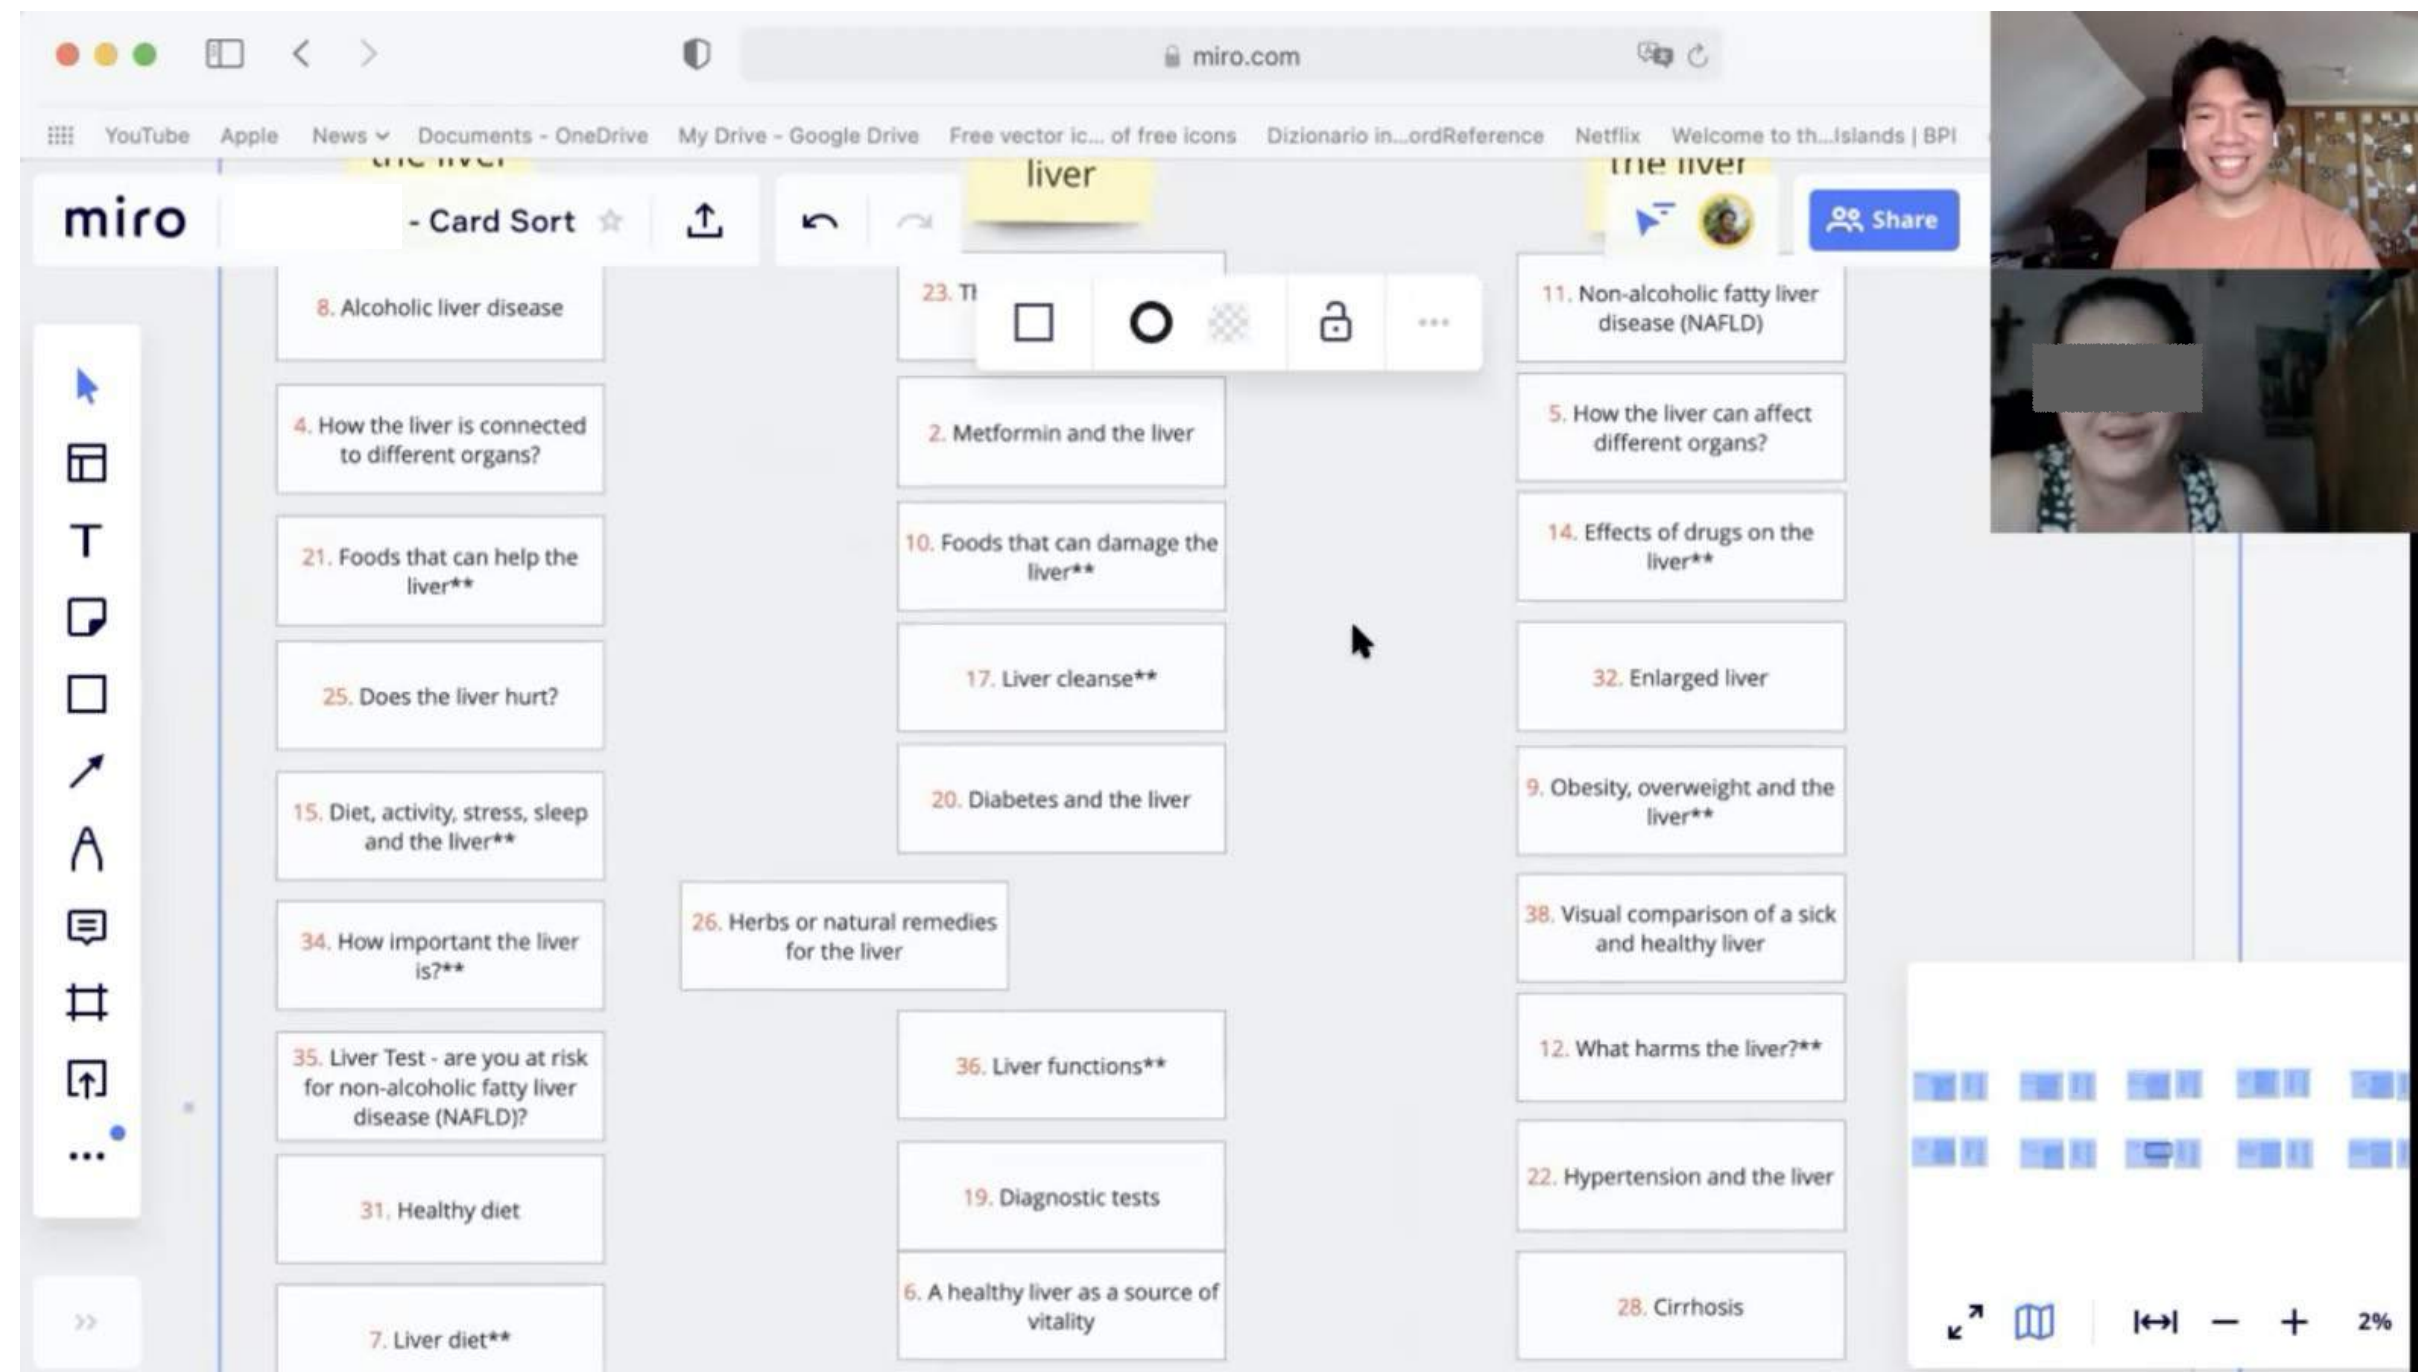 miro.com
YouTube Apple News Documents - OneDrive My Drive - Google Drive Free vector ic... of free icons Dizionario in...ordReference Netflix Welcome to th...Islands | BPI
the liver
liver
the liver
miro
- Card Sort
Share
8. Alcoholic liver disease
4. How the liver is connected
to different organs?
21. Foods that can help the
liver**
25. Does the liver hurt?
15. Diet, activity, stress, sleep
and the liver**
34. How important the liver
is?**
35. Liver Test - are you at risk
for non-alcoholic fatty liver
disease (NAFLD)?
31. Healthy diet
7. Liver diet**
23.
2. Metformin and the liver
10. Foods that can damage the
liver**
17. Liver cleanse**
20. Diabetes and the liver
26. Herbs or natural remedies
for the liver
36. Liver functions**
19. Diagnostic tests
6. A healthy liver as a source of
vitality
11. Non-alcoholic fatty liver
disease (NAFLD)
5. How the liver can affect
different organs?
14. Effects of drugs on the
liver**
32. Enlarged liver
9. Obesity, overweight and the
liver**
38. Visual comparison of a sick
and healthy liver
12. What harms the liver?**
22. Hypertension and the liver
28. Cirrhosis
2%